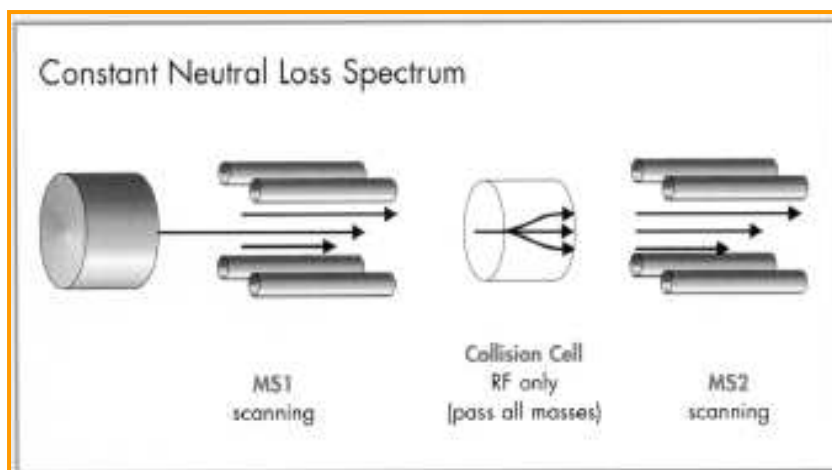 Constant Neutral Loss Spectrum
MS1
scanning
Collision Cell
RF only
(pass all masses)
MS2
scanning